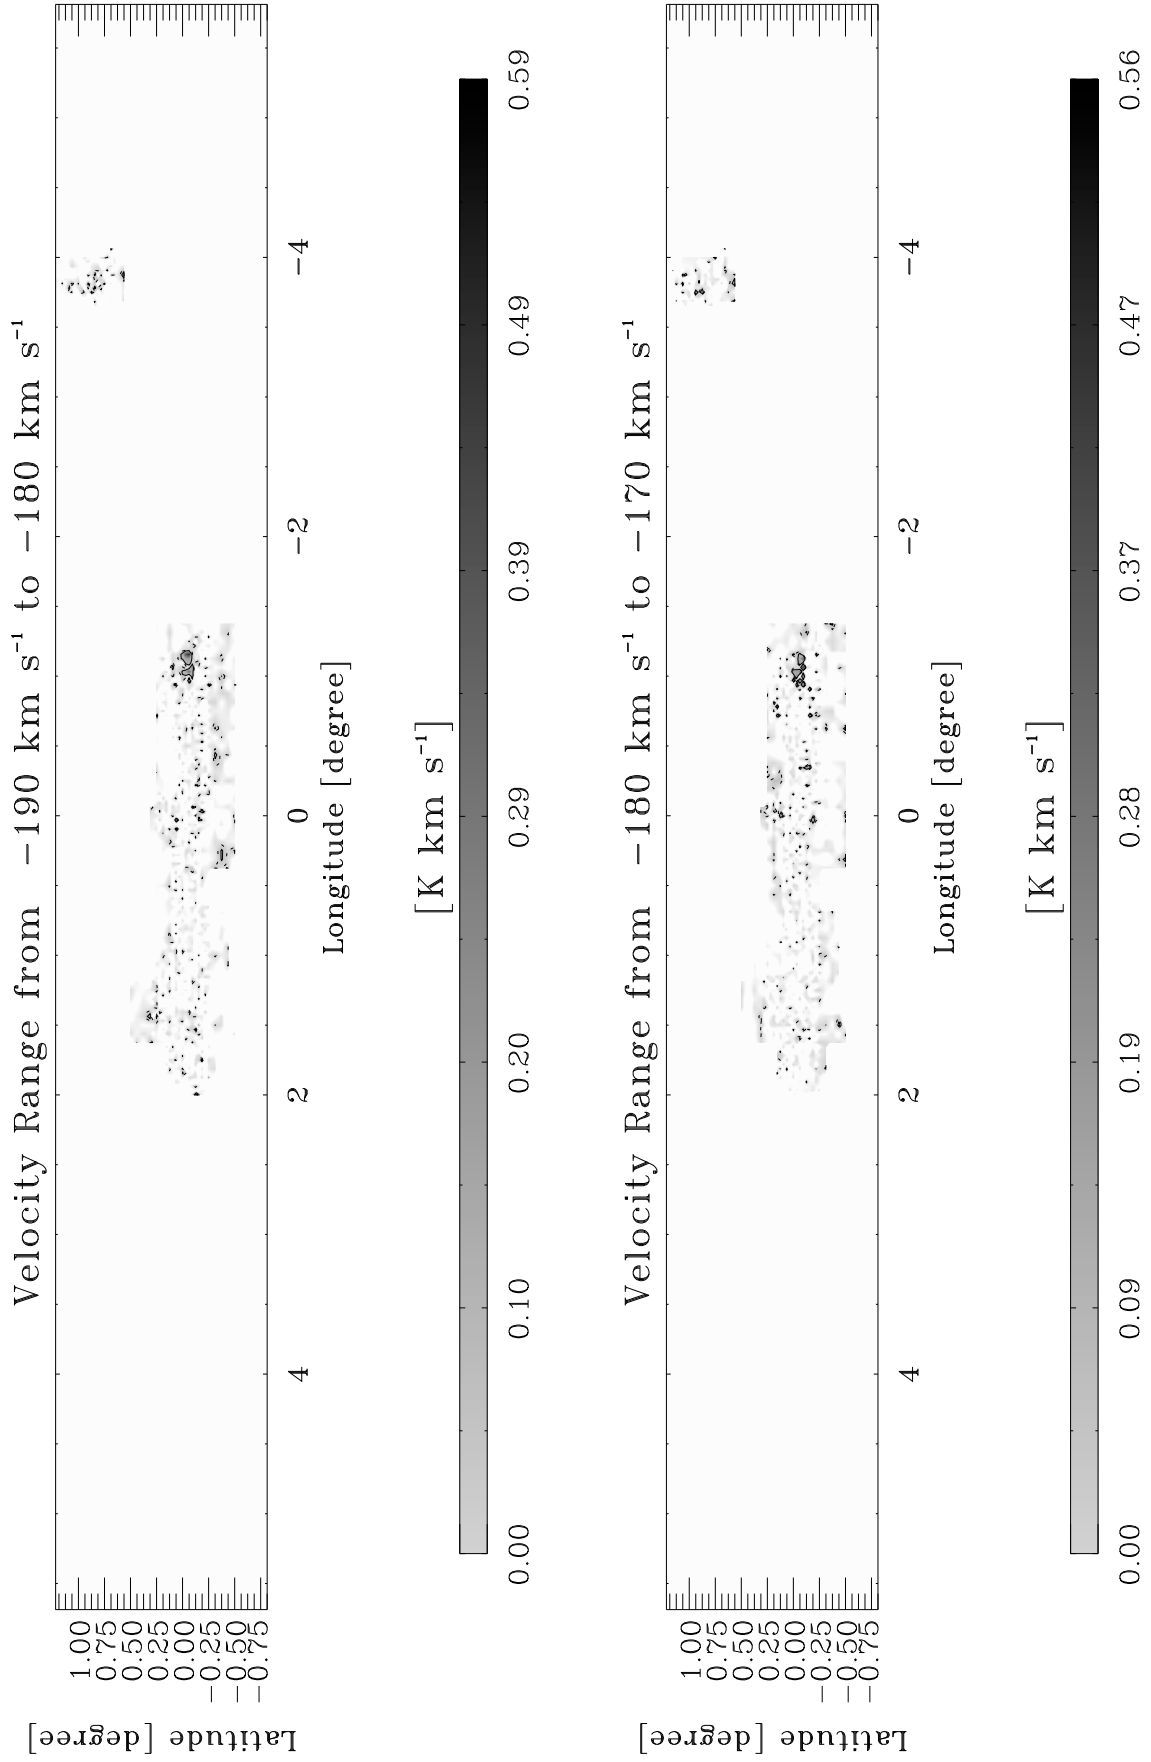 Velocity Range from −190 km s⁻¹ to −180 km s⁻¹
Latitude [degree]
1.00
0.75
0.50
0.25
0.00
−0.25
−0.50
−0.75
4 2 0 −2 −4
Longitude [degree]
[K km s⁻¹]
0.00 0.10 0.20 0.29 0.39 0.49 0.59
Velocity Range from −180 km s⁻¹ to −170 km s⁻¹
Latitude [degree]
1.00
0.75
0.50
0.25
0.00
−0.25
−0.50
−0.75
4 2 0 −2 −4
Longitude [degree]
[K km s⁻¹]
0.00 0.09 0.19 0.28 0.37 0.47 0.56